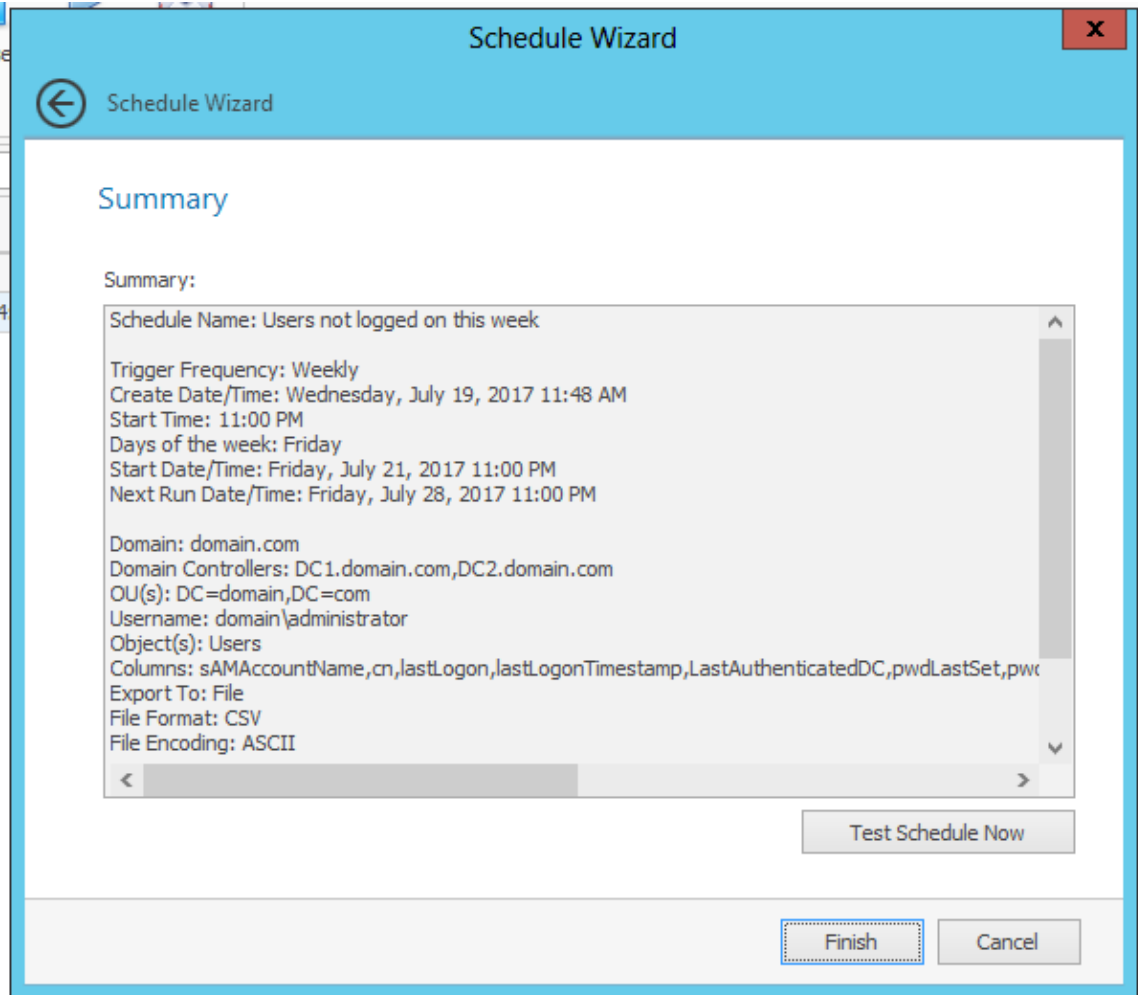 Schedule Wizard
x
Schedule Wizard
Summary
Summary:
Schedule Name: Users not logged on this week
Trigger Frequency: Weekly
Create Date/Time: Wednesday, July 19, 2017 11:48 AM
Start Time: 11:00 PM
Days of the week: Friday
Start Date/Time: Friday, July 21, 2017 11:00 PM
Next Run Date/Time: Friday, July 28, 2017 11:00 PM
Domain: domain.com
Domain Controllers: DC1.domain.com,DC2.domain.com
OU(s): DC=domain,DC=com
Username: domain\administrator
Object(s): Users
Columns: sAMAccountName,cn,lastLogon,lastLogonTimestamp,LastAuthenticatedDC,pwdLastSet,
Export To: File
File Format: CSV
File Encoding: ASCII
Test Schedule Now
Finish
Cancel